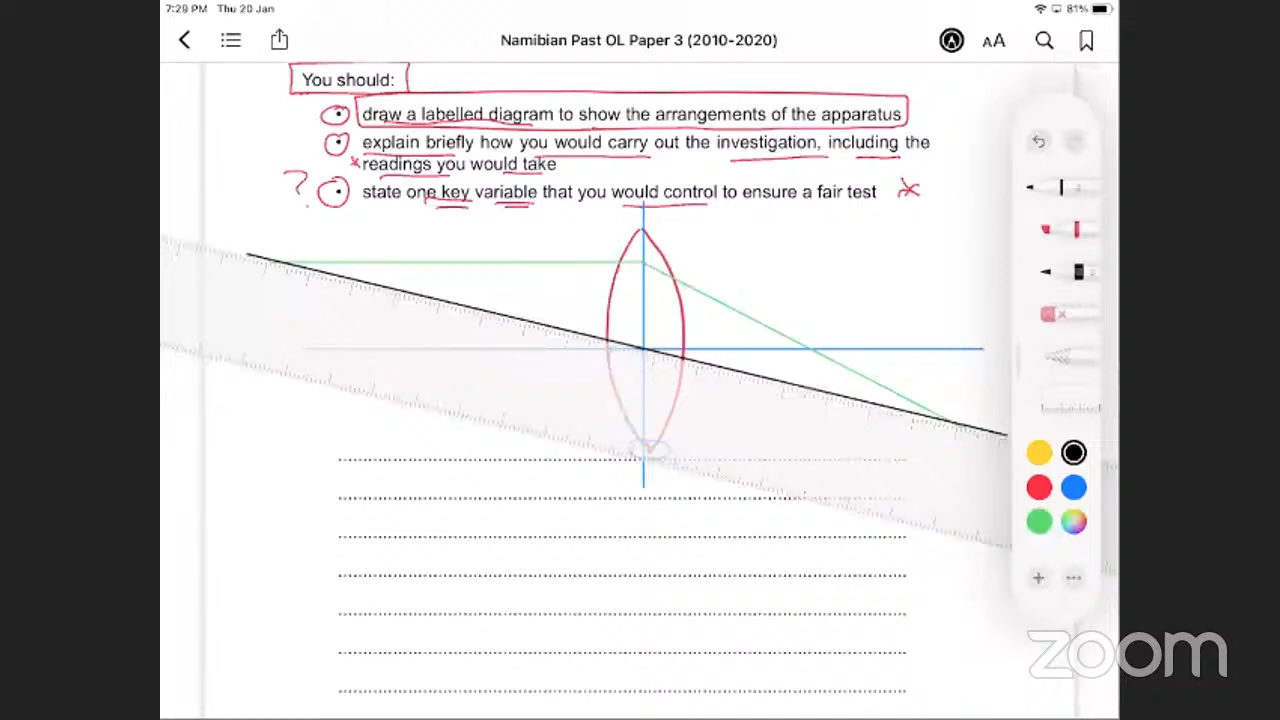 7:29 PM Thu 20 Jan
81%
Namibian Past OL Paper 3 (2010-2020)
AA
You should:
• draw a labelled diagram to show the arrangements of the apparatus
• explain briefly how you would carry out the investigation, including the
readings you would take
? • state one key variable that you would control to ensure a fair test
zoom